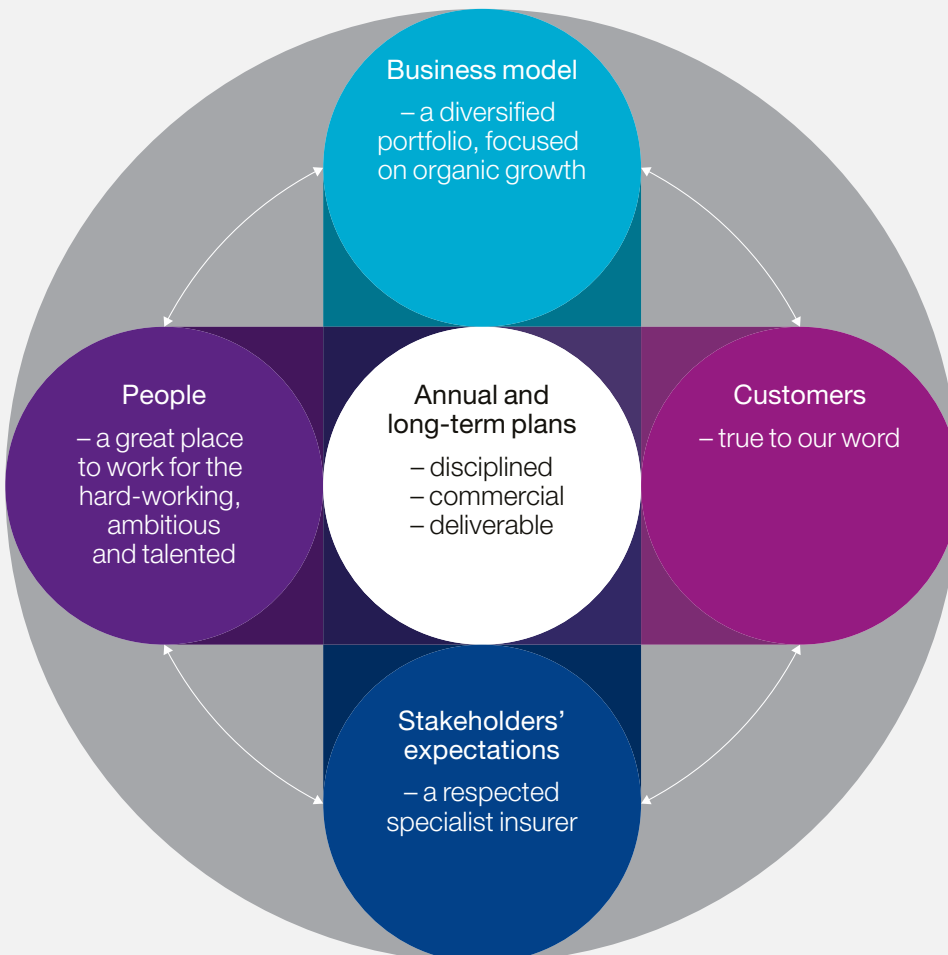 Business model
– a diversified
portfolio, focused
on organic growth
People
– a great place
to work for the
hard-working,
ambitious
and talented
Annual and
long-term plans
– disciplined
– commercial
– deliverable
Customers
– true to our word
Stakeholders’
expectations
– a respected
specialist insurer